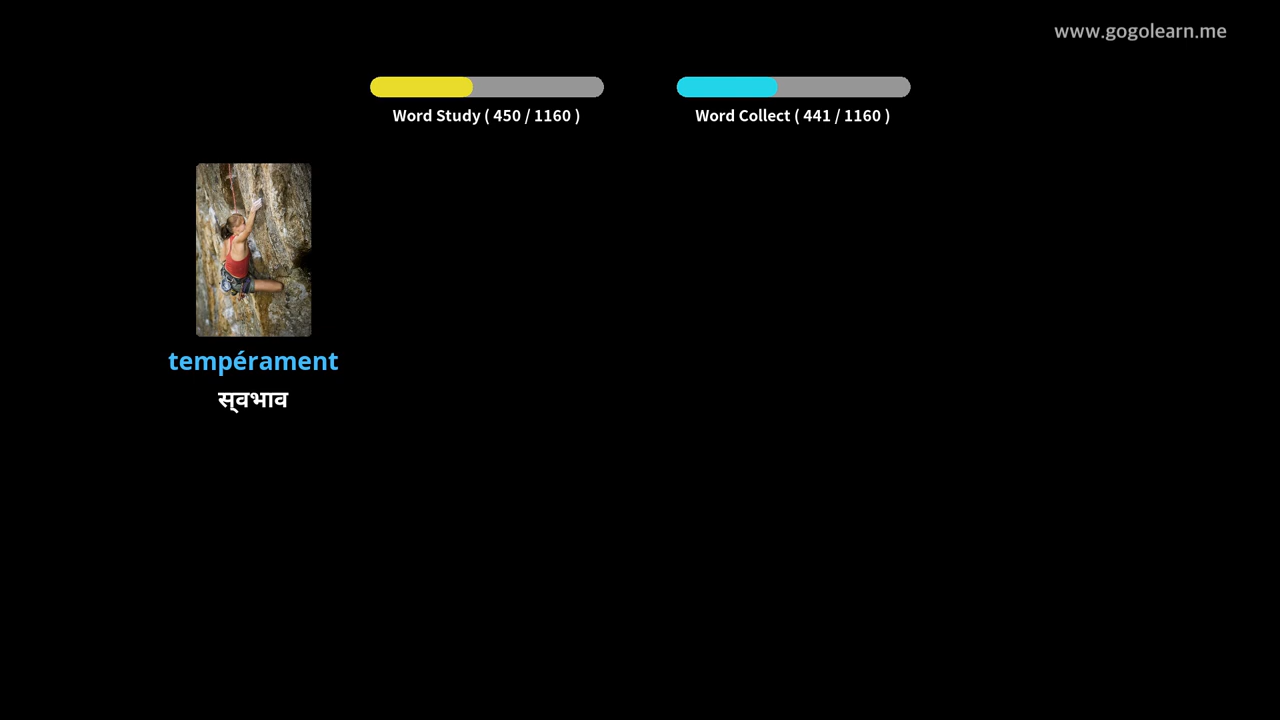 www.gogolearn.me
Word Study ( 450 / 1160 )
Word Collect ( 441 / 1160 )
tempérament
स्वभाव